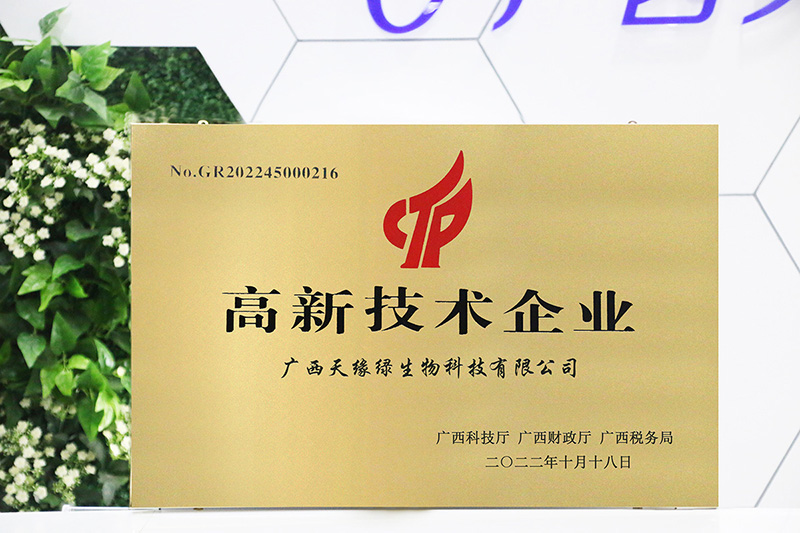 No.GR202245000216
CTP
高新技术企业
广西天缘绿生物科技有限公司
广西科技厅 广西财政厅 广西税务局
二〇二二年十月十八日